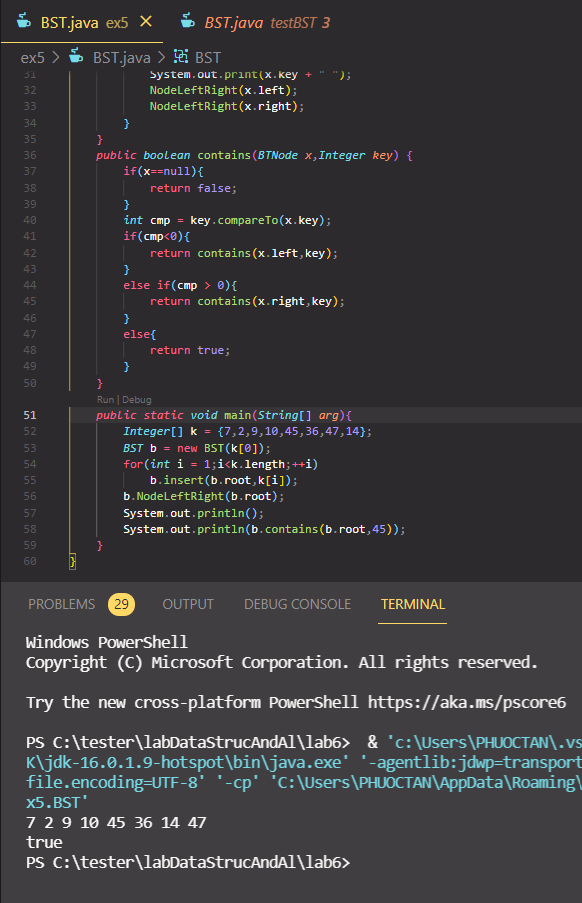 BST.java ex5 ×
BST.java testBST 3
ex5 > BST.java > BST
31 System.out.print(x.key + " ");
32 NodeLeftRight(x.left);
33 NodeLeftRight(x.right);
34 }
35 }
36 public boolean contains(BTNode x,Integer key) {
37 if(x==null){
38 return false;
39 }
40 int cmp = key.compareTo(x.key);
41 if(cmp<0){
42 return contains(x.left,key);
43 }
44 else if(cmp > 0){
45 return contains(x.right,key);
46 }
47 else{
48 return true;
49 }
50 }
Run | Debug
51 public static void main(String[] arg){
52 Integer[] k = {7,2,9,10,45,36,47,14};
53 BST b = new BST(k[0]);
54 for(int i = 1;i<k.length;++i)
55 b.insert(b.root,k[i]);
56 b.NodeLeftRight(b.root);
57 System.out.println();
58 System.out.println(b.contains(b.root,45));
59 }
60 }
PROBLEMS 29 OUTPUT DEBUG CONSOLE TERMINAL
Windows PowerShell
Copyright (C) Microsoft Corporation. All rights reserved.
Try the new cross-platform PowerShell https://aka.ms/pscore6
PS C:\tester\labDataStrucAndAl\lab6> & 'c:\Users\PHUOCTAN\.vs
K\jdk-16.0.1.9-hotspot\bin\java.exe' '-agentlib:jdwp=transport
file.encoding=UTF-8' '-cp' 'C:\Users\PHUOCTAN\AppData\Roaming\
x5.BST'
7 2 9 10 45 36 14 47
true
PS C:\tester\labDataStrucAndAl\lab6>